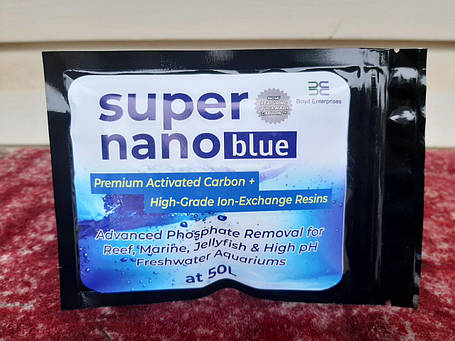 super
nano blue
Boyd Enterprises
Premium Activated Carbon +
High-Grade Ion-Exchange Resins
Advanced Phosphate Removal for
Reef, Marine, Jellyfish & High pH
Freshwater Aquariums
at 50L